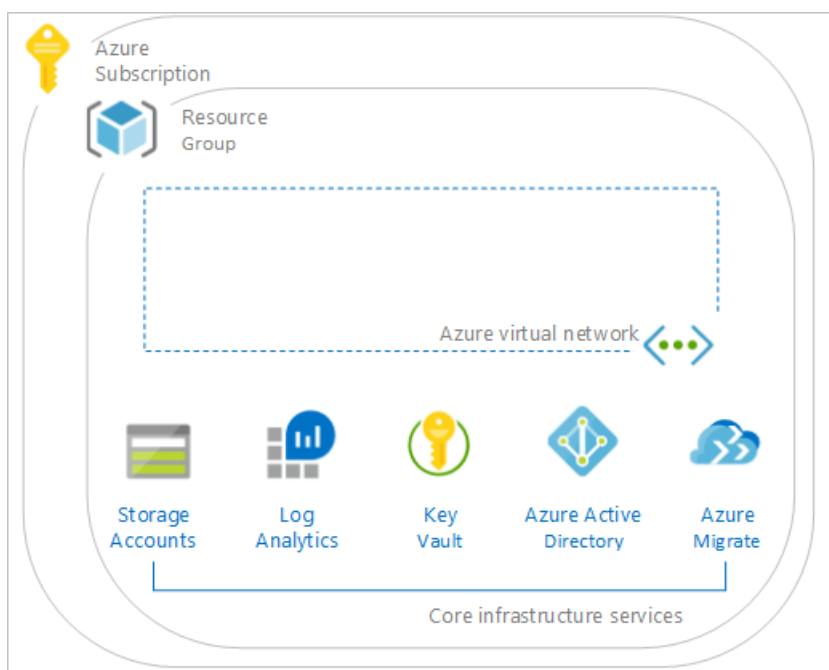 Azure
Subscription
Resource
Group
Azure virtual network
Storage
Accounts
Log
Analytics
Key
Vault
Azure Active
Directory
Azure
Migrate
Core infrastructure services